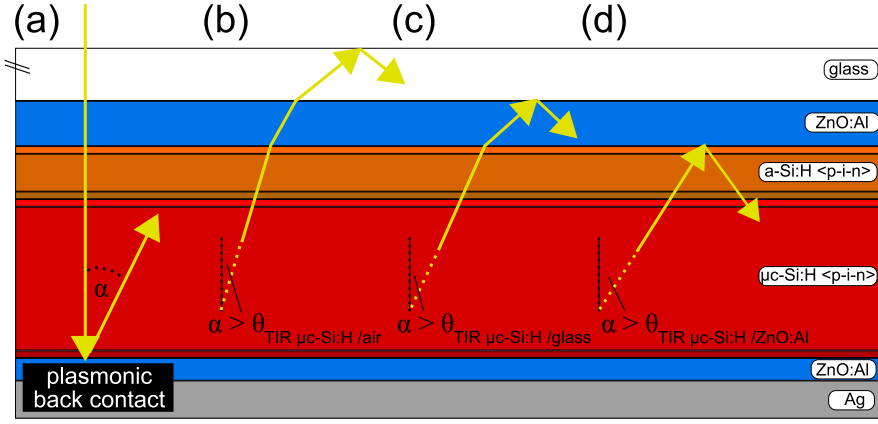 (a) (b) (c) (d)
glass
ZnO:Al
a-Si:H <p-i-n>
μc-Si:H <p-i-n>
α
α > θTIR μc-Si:H /air
α > θTIR μc-Si:H /glass
α > θTIR μc-Si:H /ZnO:Al
plasmonic
back contact
ZnO:Al
Ag